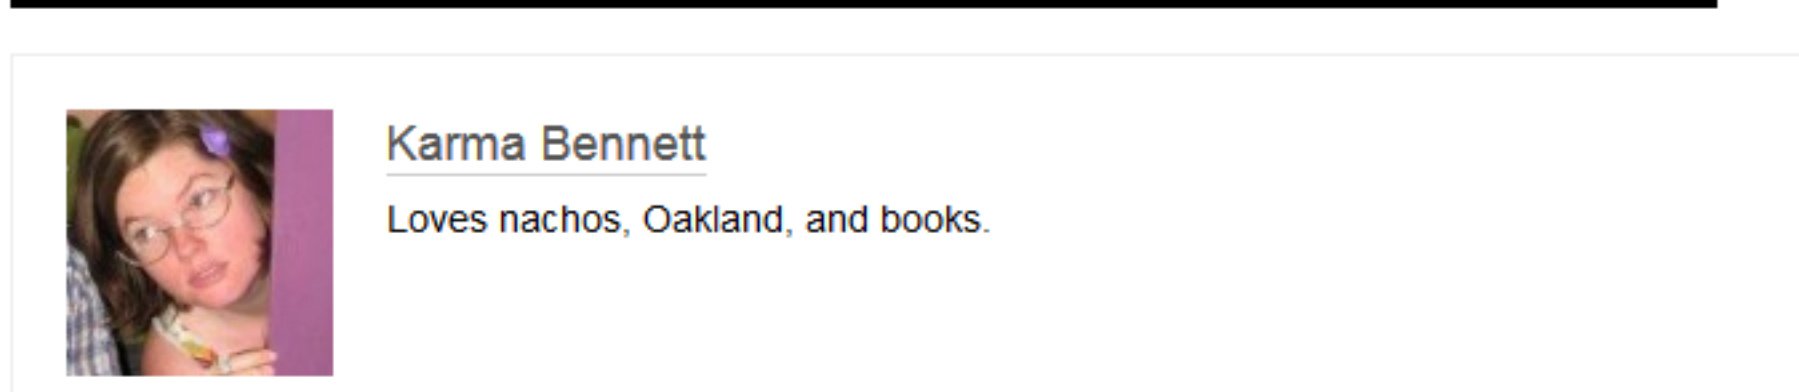 Karma Bennett
Loves nachos, Oakland, and books.